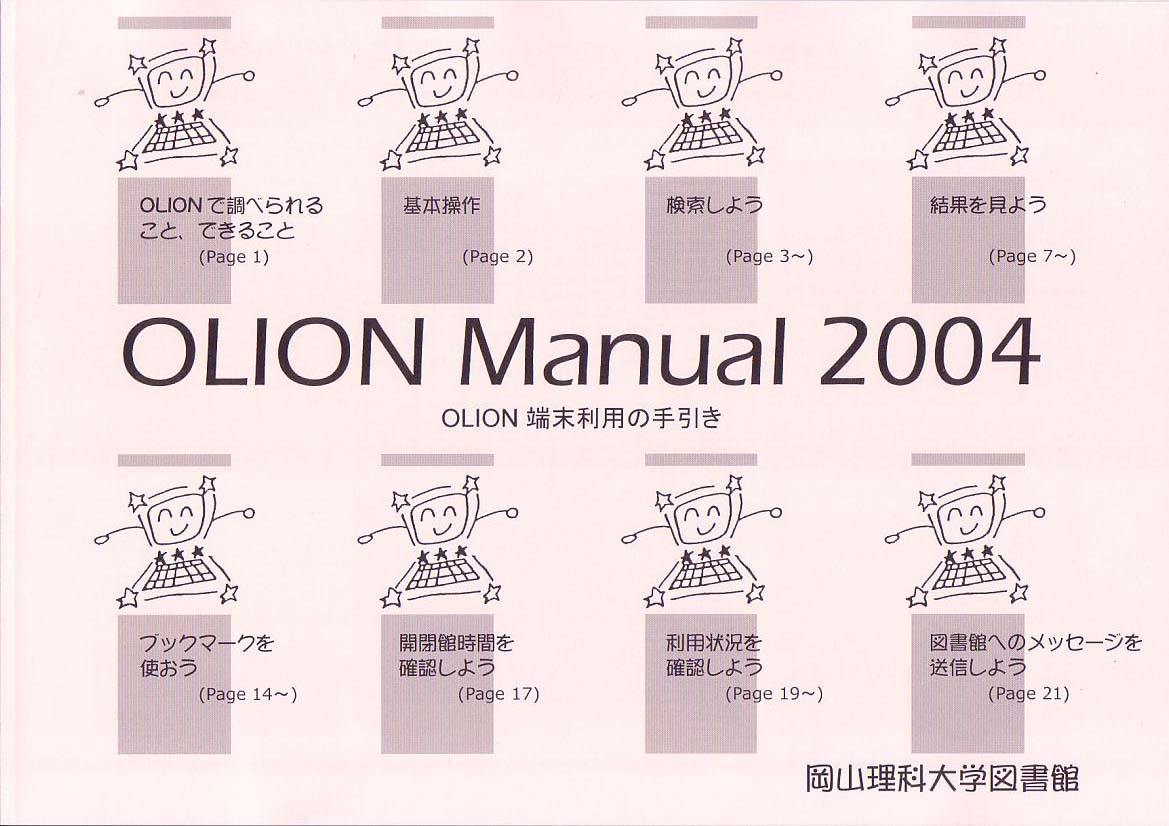 OLIONで調べられる
こと、できること
(Page 1)
基本操作
(Page 2)
検索しよう
(Page 3～)
結果を見よう
(Page 7～)
OLION Manual 2004
OLION 端末利用の手引き
ブックマークを
使おう
(Page 14～)
開閉館時間を
確認しよう
(Page 17)
利用状況を
確認しよう
(Page 19～)
図書館へのメッセージを
送信しよう
(Page 21)
岡山理科大学図書館